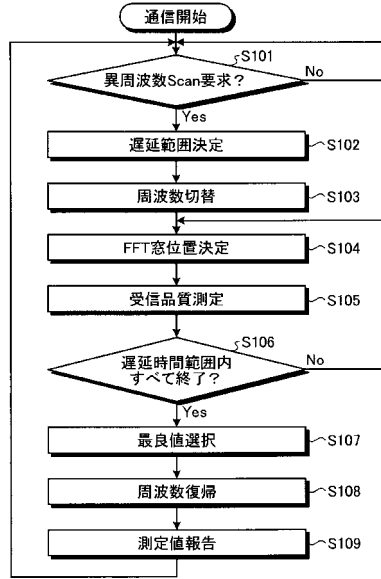 通信開始
S101
異周波数Scan要求?
No
Yes
遅延範囲決定
S102
周波数切替
S103
FFT窓位置決定
S104
受信品質測定
S105
S106
遅延時間範囲内
すべて終了?
No
Yes
最良値選択
S107
周波数復帰
S108
測定値報告
S109